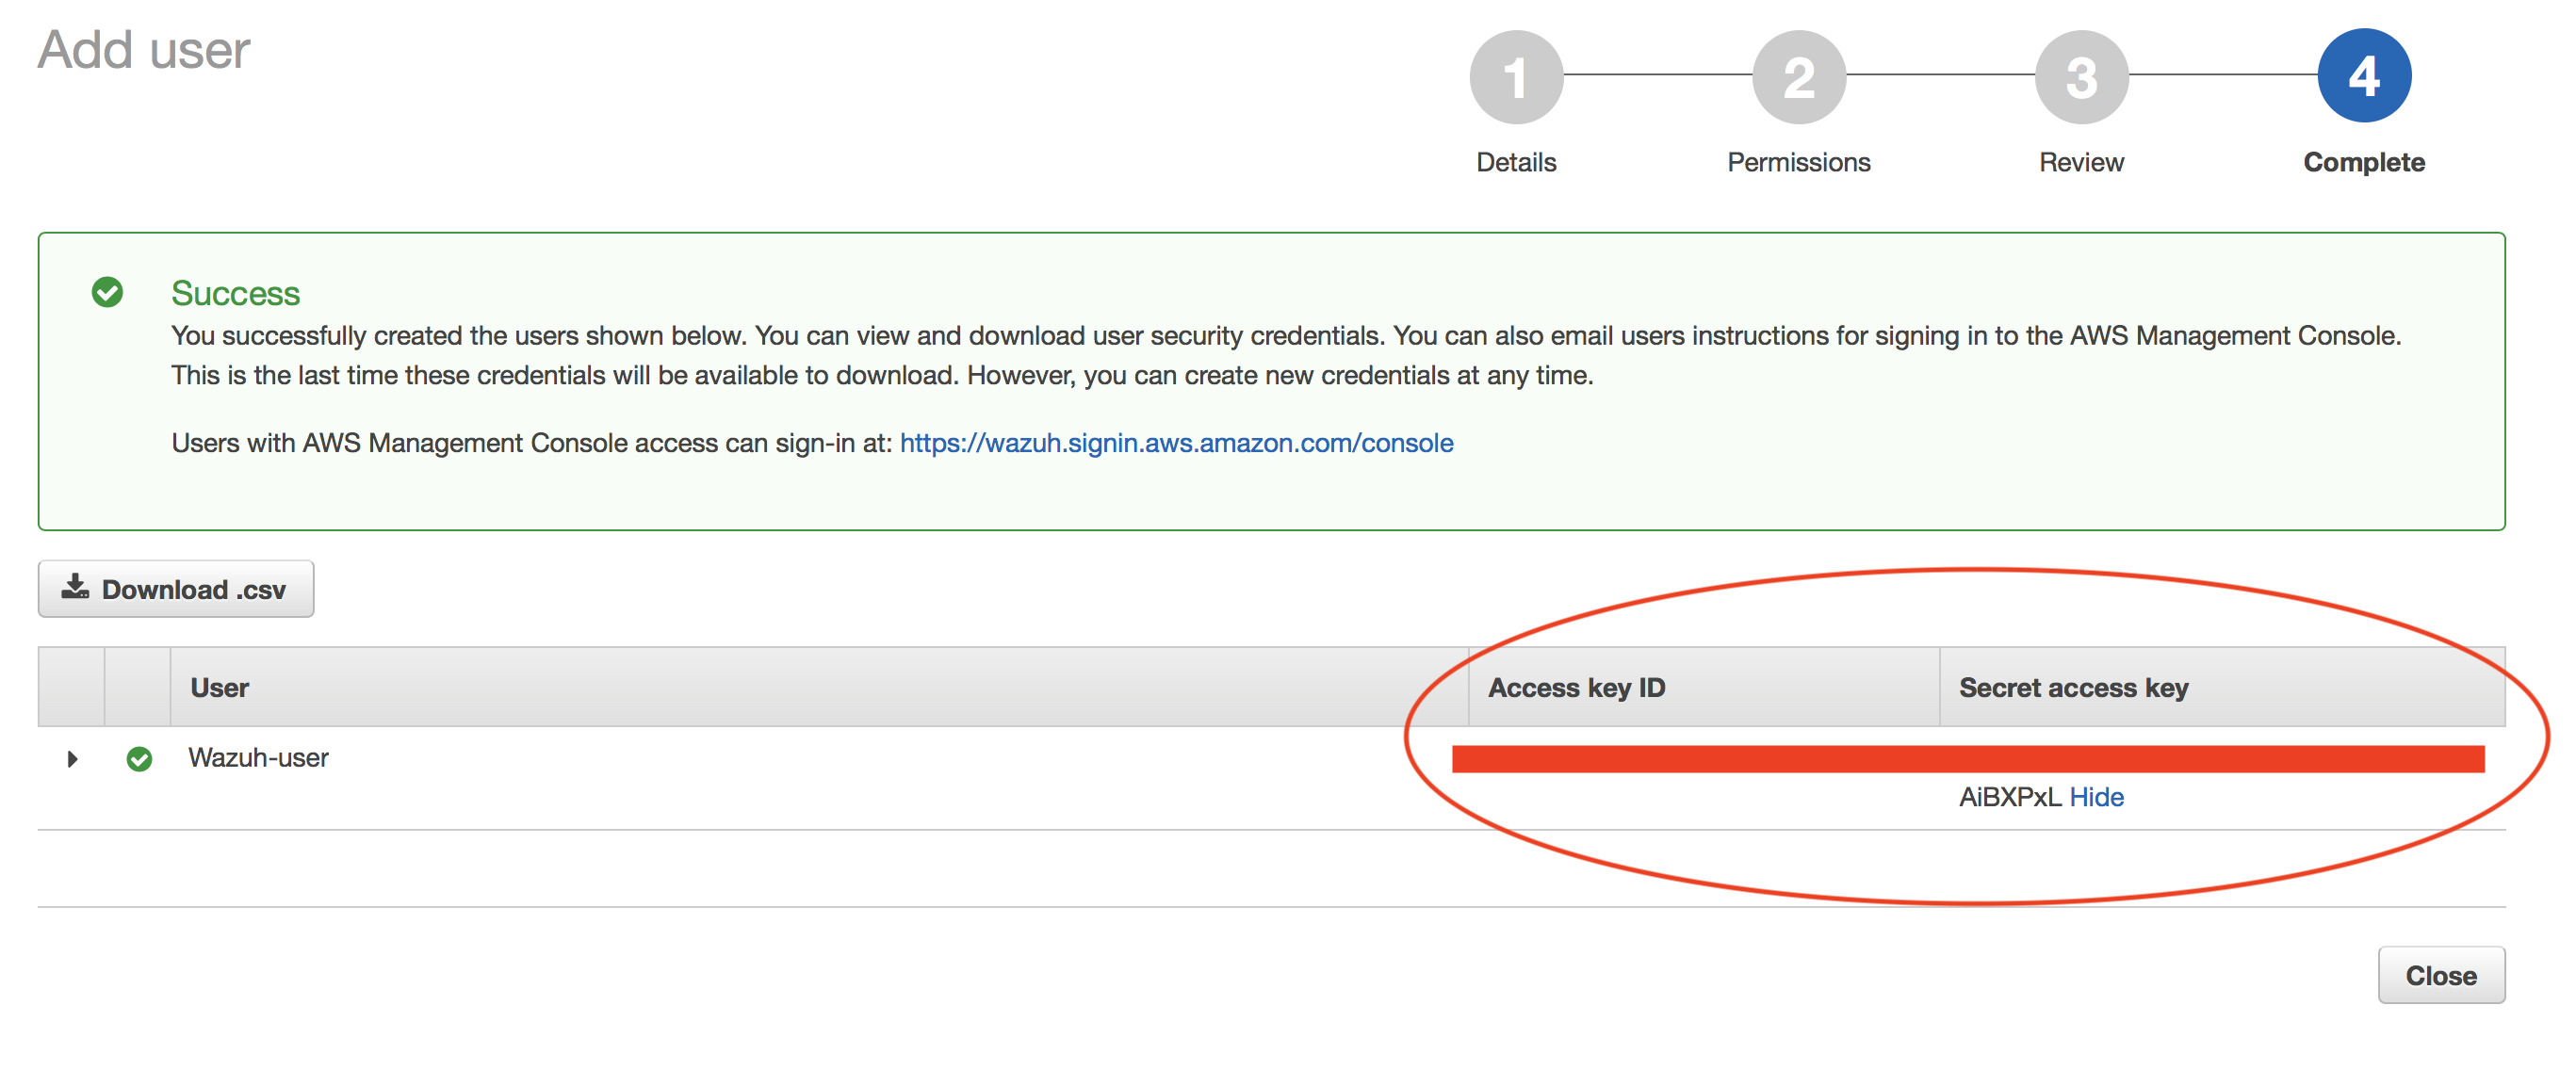 Add user
1
2
3
4
Details
Permissions
Review
Complete
Success
You successfully created the users shown below. You can view and download user security credentials. You can also email users instructions for signing in to the AWS Management Console.
This is the last time these credentials will be available to download. However, you can create new credentials at any time.
Users with AWS Management Console access can sign-in at: https://wazuh.signin.aws.amazon.com/console
Download .csv
User
Access key ID
Secret access key
Wazuh-user
AiBXPxL Hide
Close